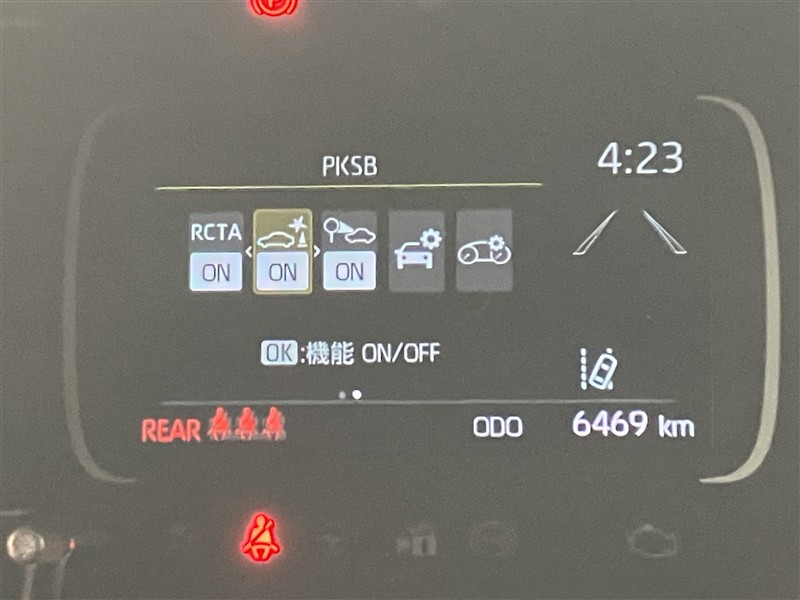 PKSB
4:23
RCTA
ON ON ON
OK:機能 ON/OFF
REAR ODO 6469 km